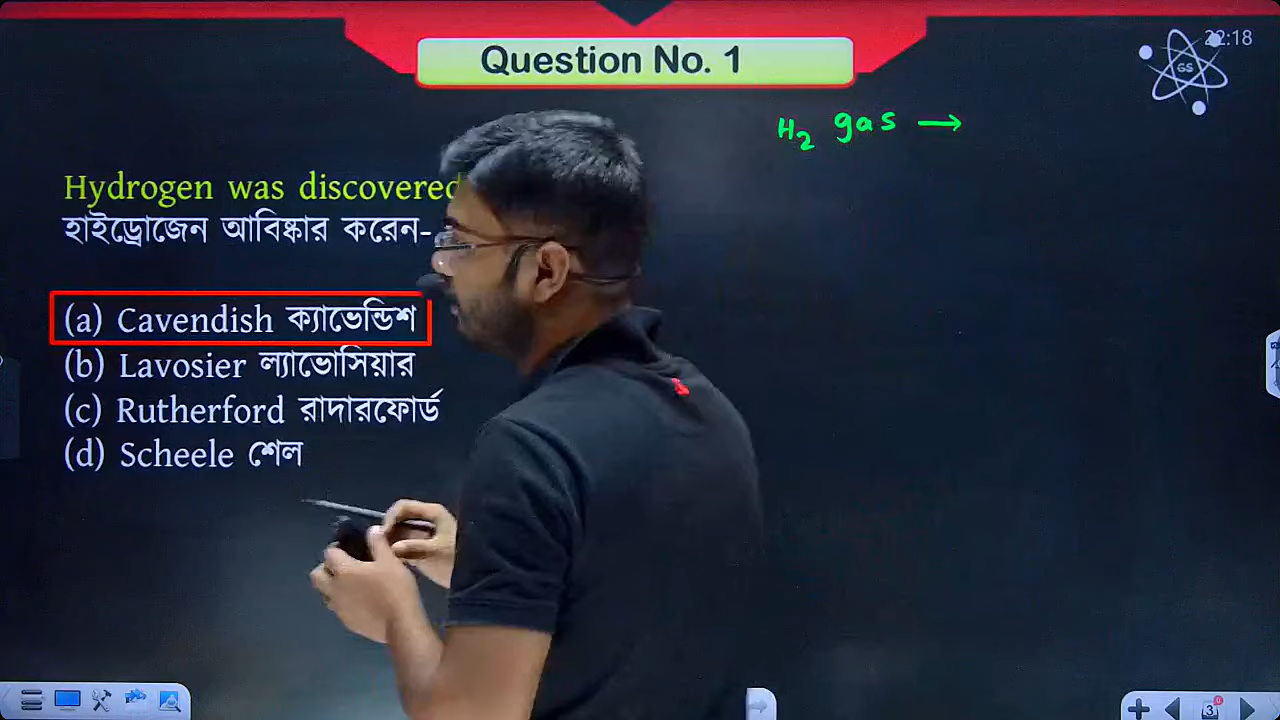 Question No. 1
22:18
GS
H₂ gas →
Hydrogen was discovered
হাইড্রোজেন আবিষ্কার করেন-
(a) Cavendish ক্যাভেন্ডিশ
(b) Lavosier ল্যাভোসিয়ার
(c) Rutherford রাদারফোর্ড
(d) Scheele শেল
3